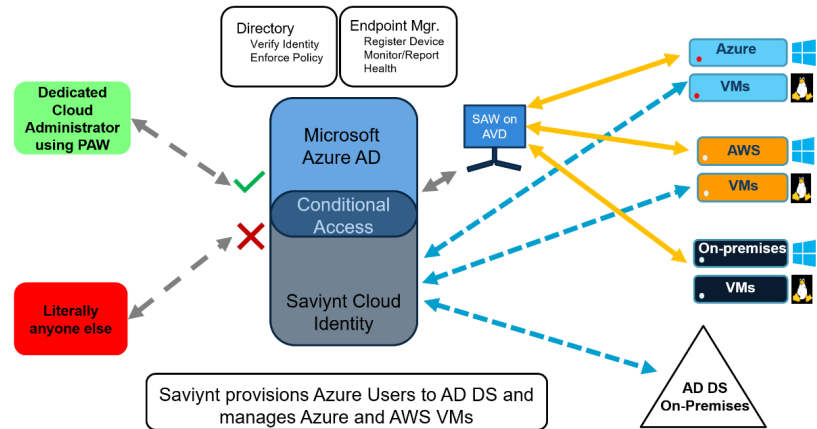 Directory
Verify Identity
Enforce Policy
Endpoint Mgr.
Register Device
Monitor/Report
Health
Dedicated
Cloud
Administrator
using PAW
Microsoft
Azure AD
Conditional
Access
Saviynt Cloud
Identity
SAW on
AVD
Azure
VMs
AWS
VMs
On-premises
VMs
Literally
anyone else
AD DS
On-Premises
Saviynt provisions Azure Users to AD DS and
manages Azure and AWS VMs